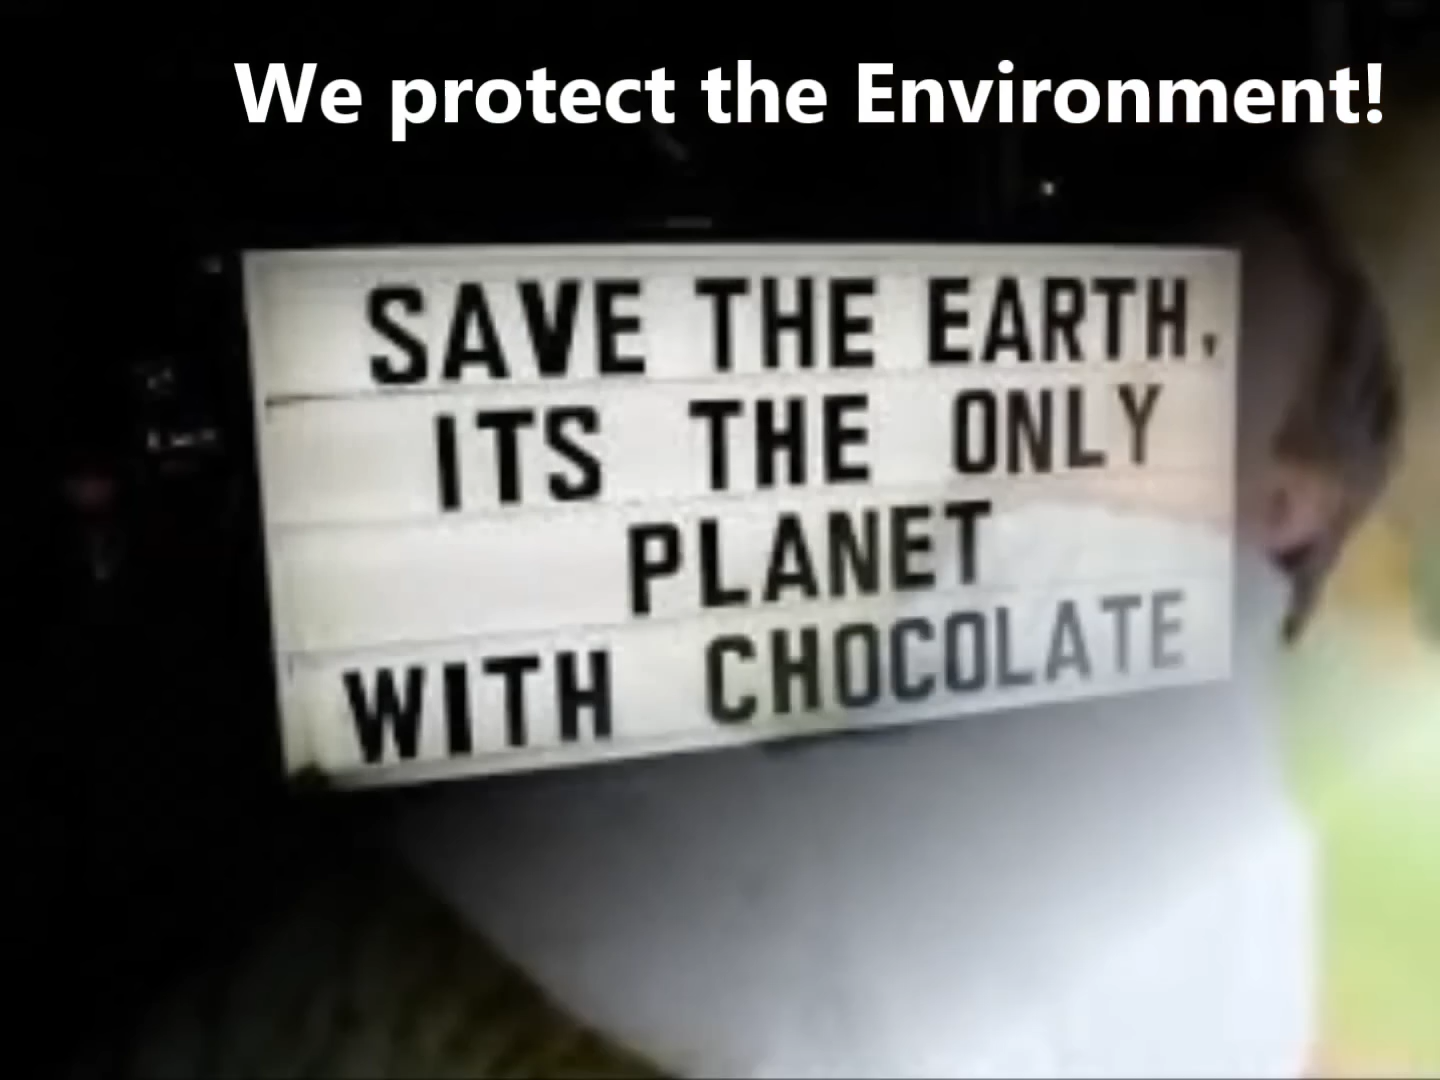 We protect the Environment!
SAVE THE EARTH.
ITS THE ONLY
PLANET
WITH CHOCOLATE